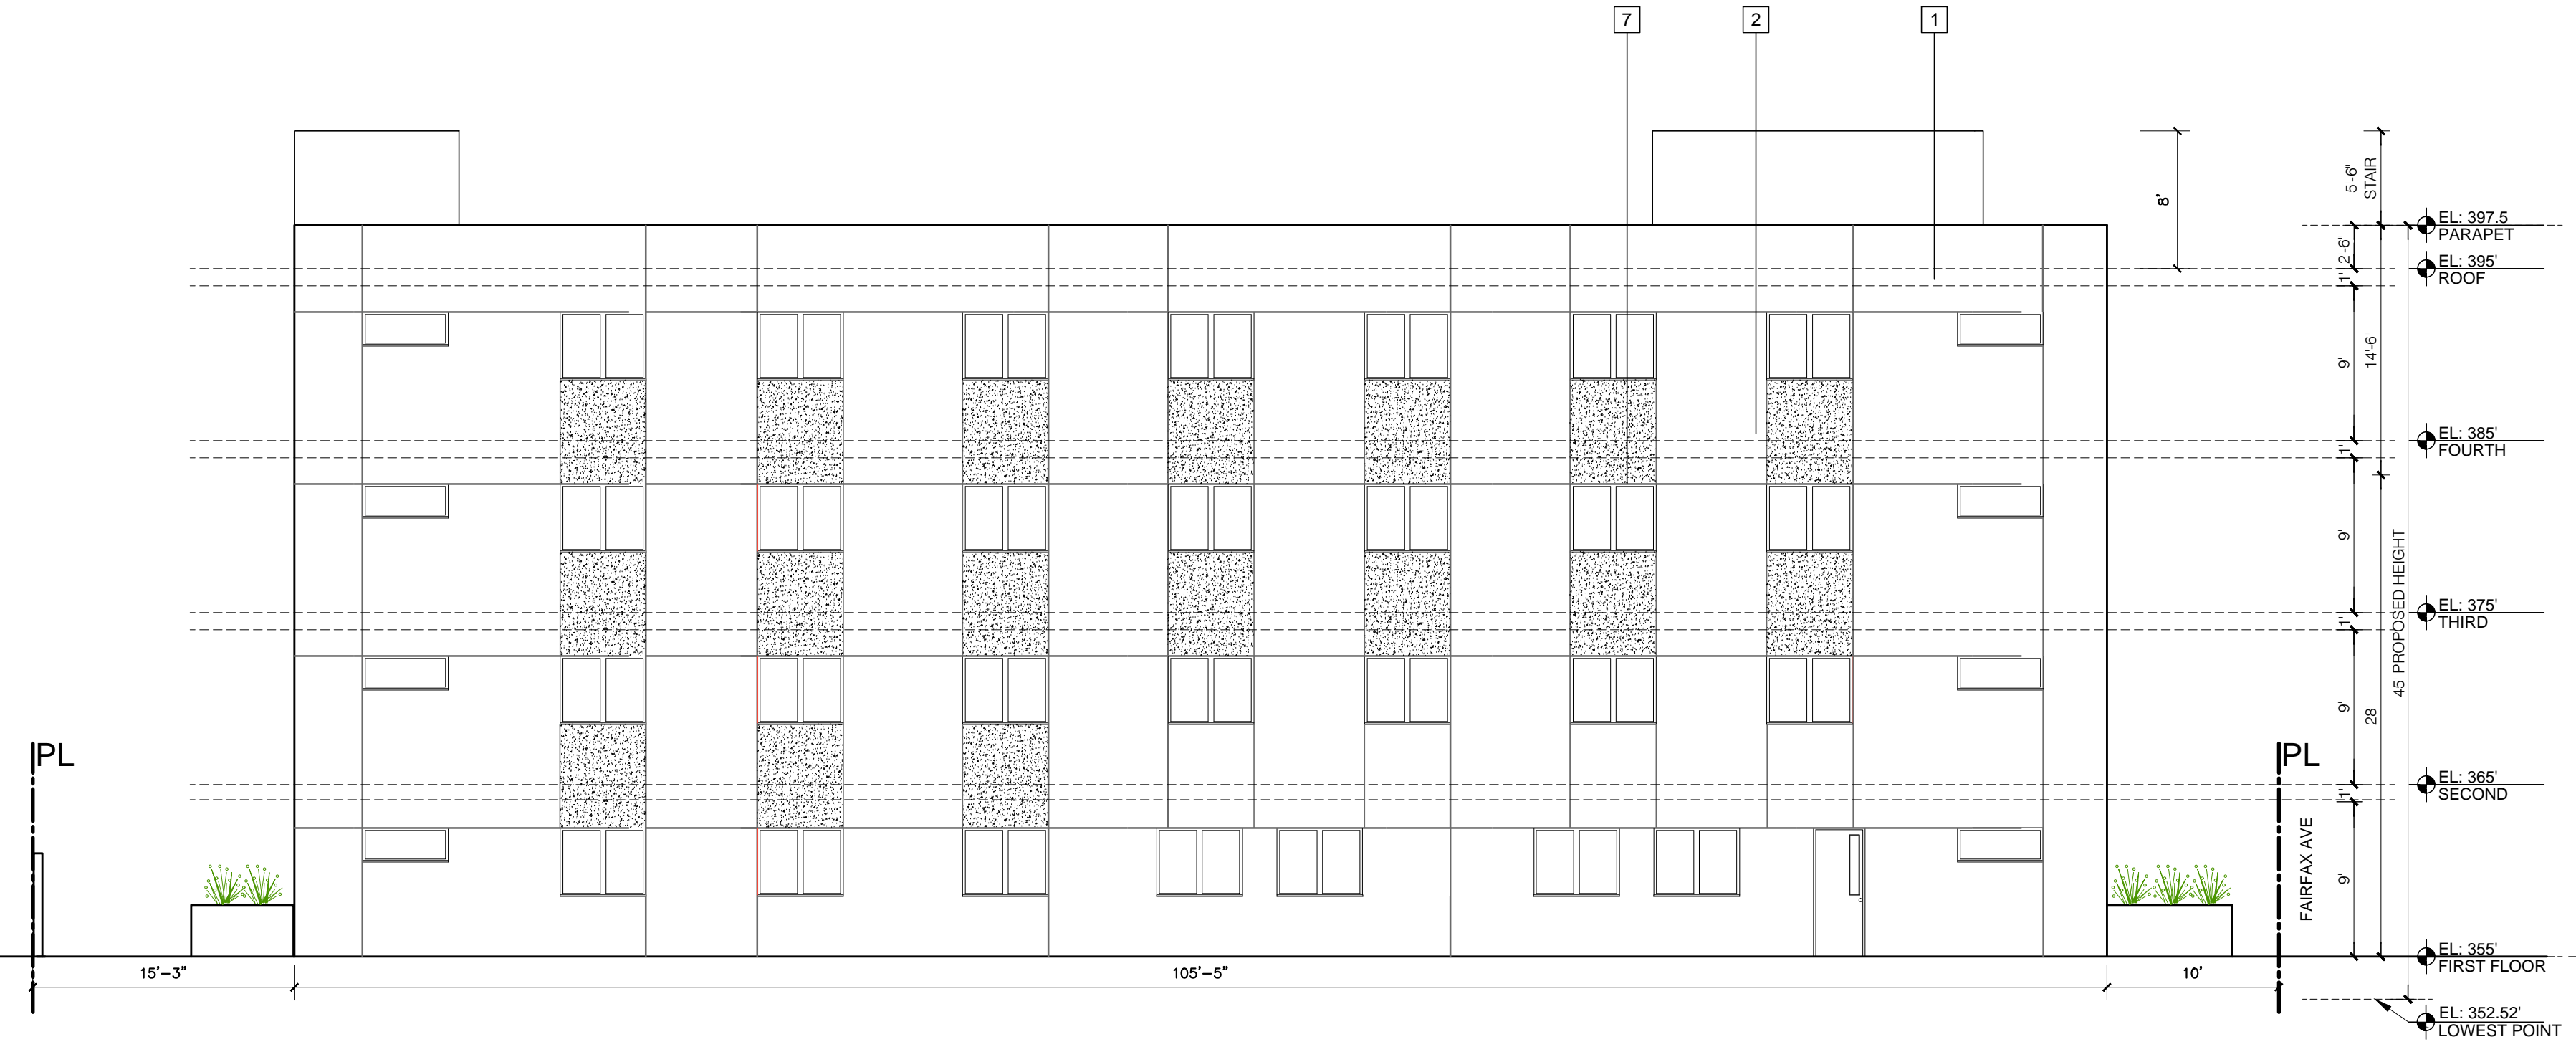 7
2
1
5'-6"
STAIR
8'
EL: 397.5
PARAPET
2'-6"
EL: 395'
ROOF
1'
9'
14'-6"
EL: 385'
FOURTH
1'
9'
45' PROPOSED HEIGHT
EL: 375'
THIRD
1'
9'
28'
PL
PL
EL: 365'
SECOND
1'
FAIRFAX AVE
9'
EL: 355'
FIRST FLOOR
15'-3"
105'-5"
10'
EL: 352.52'
LOWEST POINT